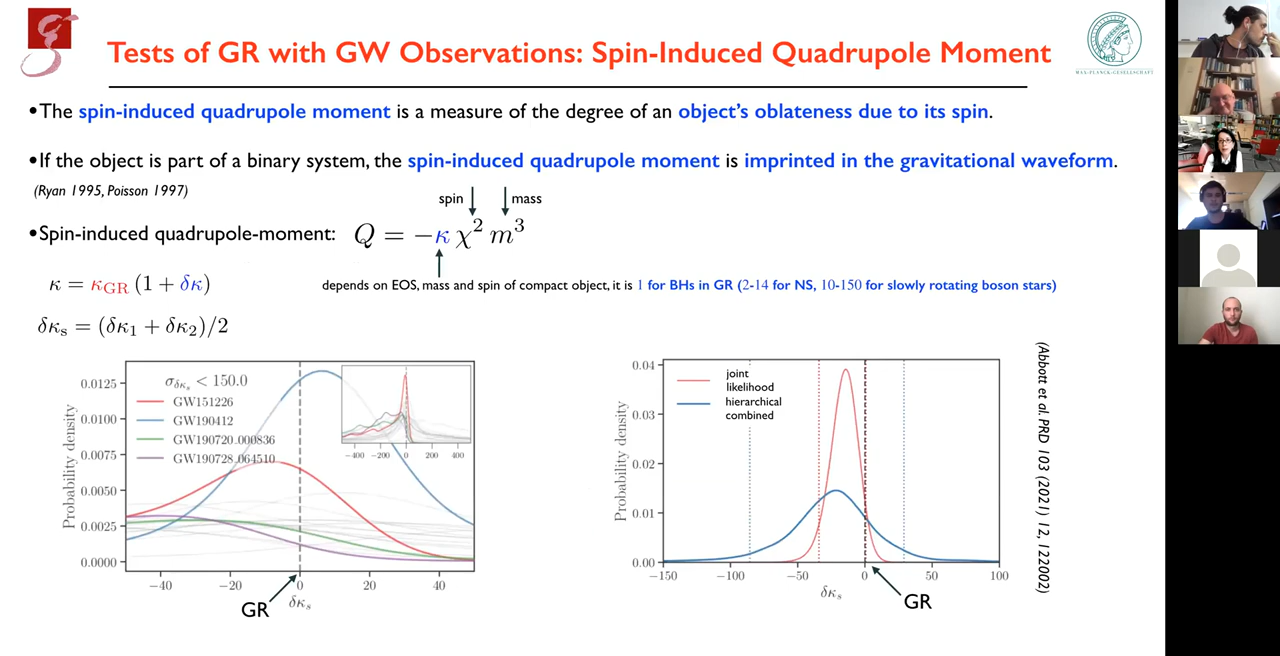 Tests of GR with GW Observations: Spin-Induced Quadrupole Moment
MAX-PLANCK-GESELLSCHAFT
•The spin-induced quadrupole moment is a measure of the degree of an object's oblateness due to its spin.
•If the object is part of a binary system, the spin-induced quadrupole moment is imprinted in the gravitational waveform.
(Ryan 1995, Poisson 1997)
spin mass
•Spin-induced quadrupole-moment: Q = −κ χ² m³
κ = κ_GR (1 + δκ)
depends on EOS, mass and spin of compact object, it is 1 for BHs in GR (2-14 for NS, 10-150 for slowly rotating boson stars)
δκ_s = (δκ₁ + δκ₂)/2
Probability density
0.0125
0.0100
0.0075
0.0050
0.0025
0.0000
σ_δκ_s < 150.0
GW151226
GW190412
GW190720_000836
GW190728_064510
−400 −200 0 200 400
−40 −20 0 20 40
δκ_s
GR
Probability density
0.04
0.03
0.02
0.01
0.00
joint
likelihood
hierarchical
combined
−150 −100 −50 0 50 100
δκ_s
GR
(Abbott et al. PRD 103 (2021) 12, 122002)